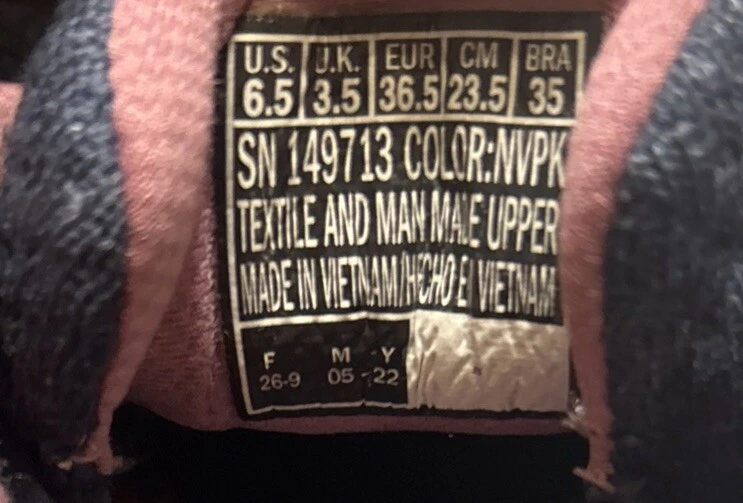 U.S. U.K. EUR CM BRA
6.5 3.5 36.5 23.5 35
SN 149713 COLOR:NVPK
TEXTILE AND MAN MADE UPPER
MADE IN VIETNAM/HECHO E VIETNAM
F M Y
26-9 05 -22